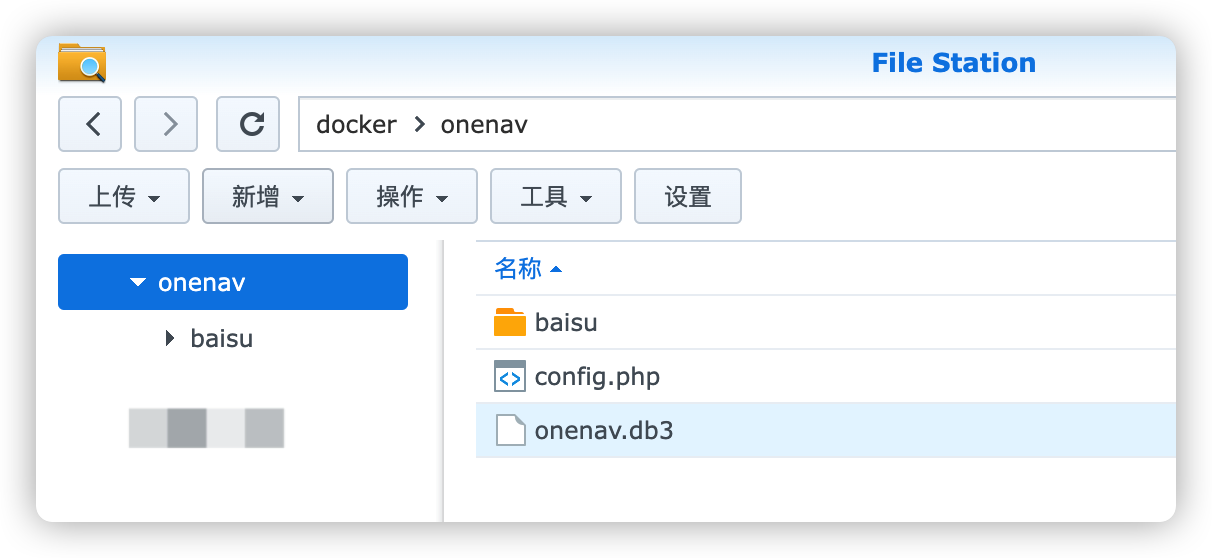 File Station
docker > onenav
上传 新增 操作 工具 设置
onenav
baisu
名称
baisu
config.php
onenav.db3